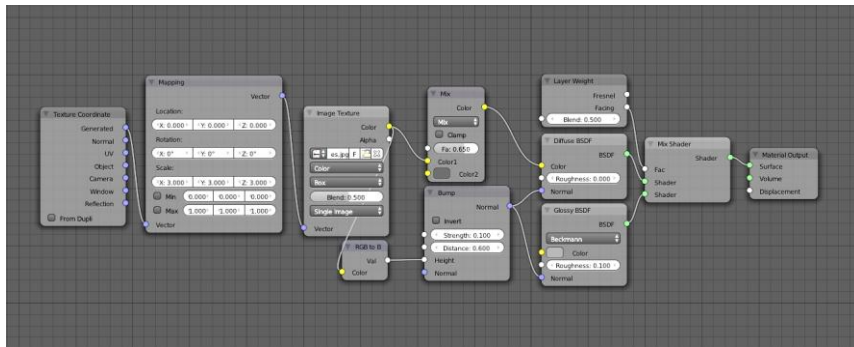 Texture Coordinate
Generated
Normal
UV
Object
Camera
Window
Reflection
From Dupli
Mapping
Vector
Location:
X: 0.000 Y: 0.000 Z: 0.000
Rotation:
X: 0° Y: 0° Z: 0°
Scale:
X: 3.000 Y: 3.000 Z: 3.000
Min 0.000 0.000 0.000
Max 1.000 1.000 1.000
Vector
Image Texture
Color
Alpha
es.jpg F
Color
Box
Blend: 0.500
Single Image
Vector
RGB to B
Val
Color
Mix
Color
Mix
Clamp
Fa: 0.650
Color1
Color2
Bump
Normal
Invert
Strength: 0.100
Distance: 0.600
Height
Normal
Layer Weight
Fresnel
Facing
Blend: 0.500
Diffuse BSDF
BSDF
Color
Roughness: 0.000
Normal
Glossy BSDF
BSDF
Beckmann
Color
Roughness: 0.100
Normal
Mix Shader
Shader
Fac
Shader
Shader
Material Output
Surface
Volume
Displacement